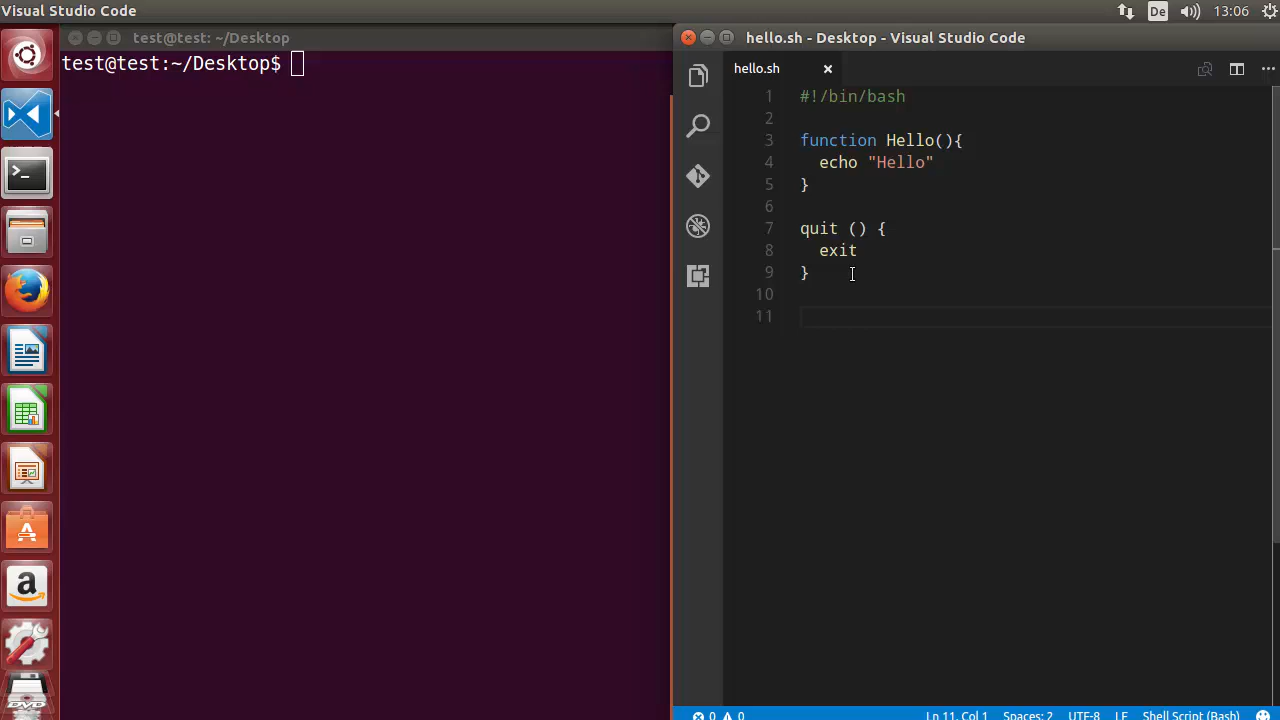 Visual Studio Code
De
13:06
test@test: ~/Desktop
test@test:~/Desktop$
hello.sh - Desktop - Visual Studio Code
hello.sh
1 #!/bin/bash
2
3 function Hello(){
4 echo "Hello"
5 }
6
7 quit () {
8 exit
9 }
10
11
0 0
Ln 11, Col 1
Spaces: 2
UTF-8
LF
Shell Script (Bash)
>_
A
a
DVD